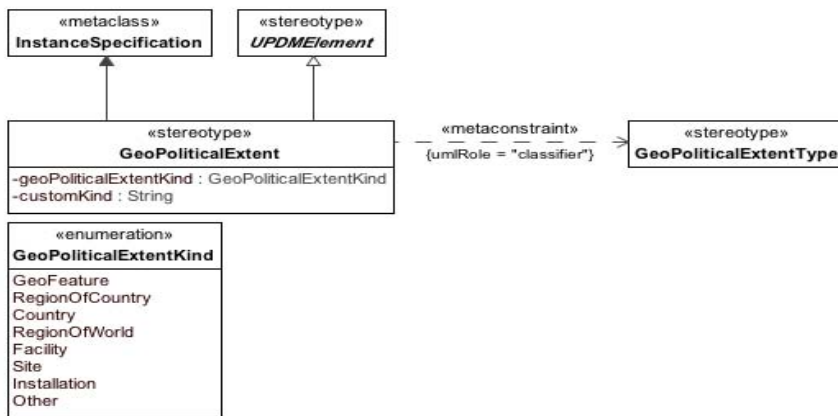 «metaclass»
InstanceSpecification
«stereotype»
UPDMElement
«stereotype»
GeoPoliticalExtent
-geoPoliticalExtentKind : GeoPoliticalExtentKind
-customKind : String
«metaconstraint»
{umlRole = "classifier"}
«stereotype»
GeoPoliticalExtentType
«enumeration»
GeoPoliticalExtentKind
GeoFeature
RegionOfCountry
Country
RegionOfWorld
Facility
Site
Installation
Other